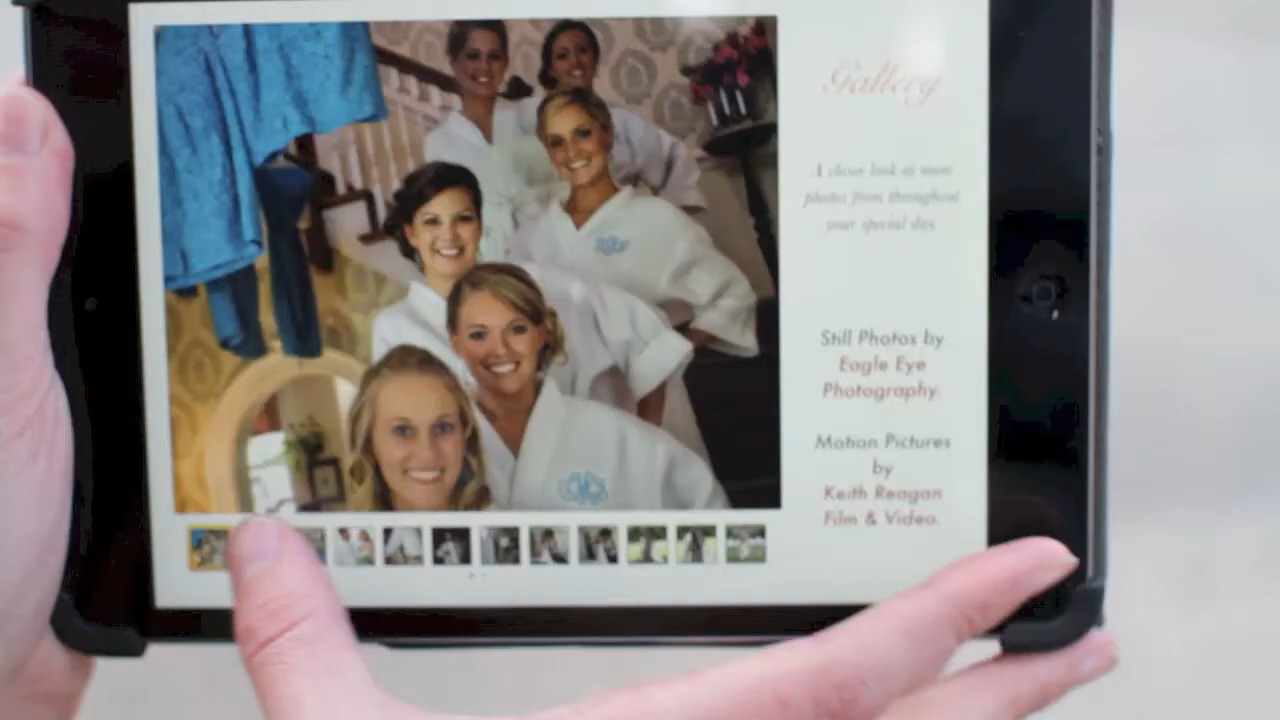 Gallery
A closer look at more
photos from throughout
your special day
Still Photos by
Eagle Eye
Photography.
Motion Pictures
by
Keith Reagan
Film & Video.